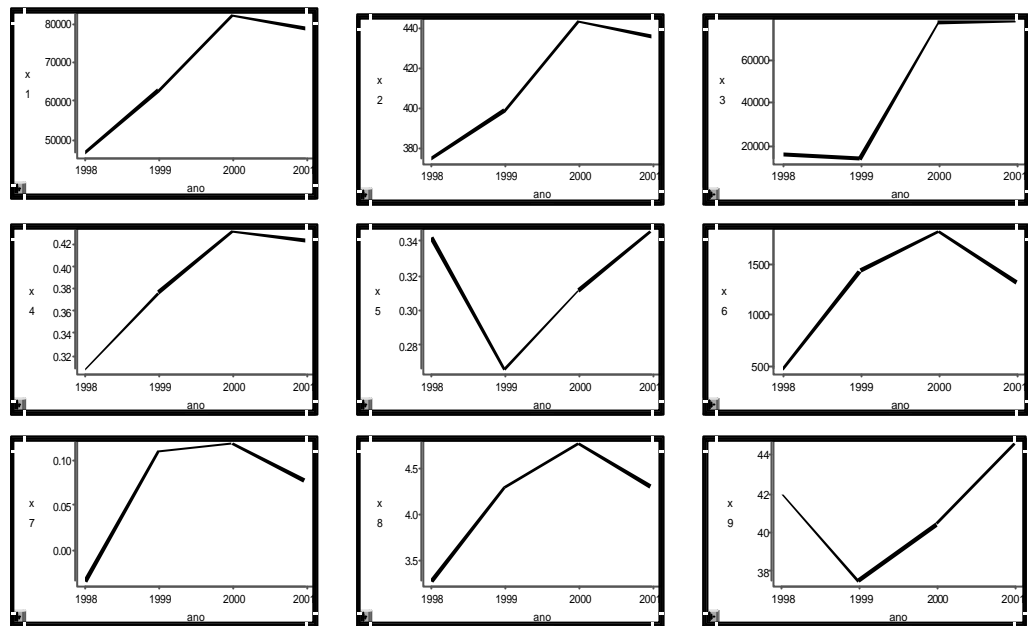 x
1
80000
70000
60000
50000
1998 1999 2000 2001
ano
x
2
440
420
400
380
1998 1999 2000 2001
ano
x
3
60000
40000
20000
1998 1999 2000 2001
ano
x
4
0.42
0.40
0.38
0.36
0.34
0.32
1998 1999 2000 2001
ano
x
5
0.34
0.32
0.30
0.28
1998 1999 2000 2001
ano
x
6
1500
1000
500
1998 1999 2000 2001
ano
x
7
0.10
0.05
0.00
1998 1999 2000 2001
ano
x
8
4.5
4.0
3.5
1998 1999 2000 2001
ano
x
9
44
42
40
38
1998 1999 2000 2001
ano